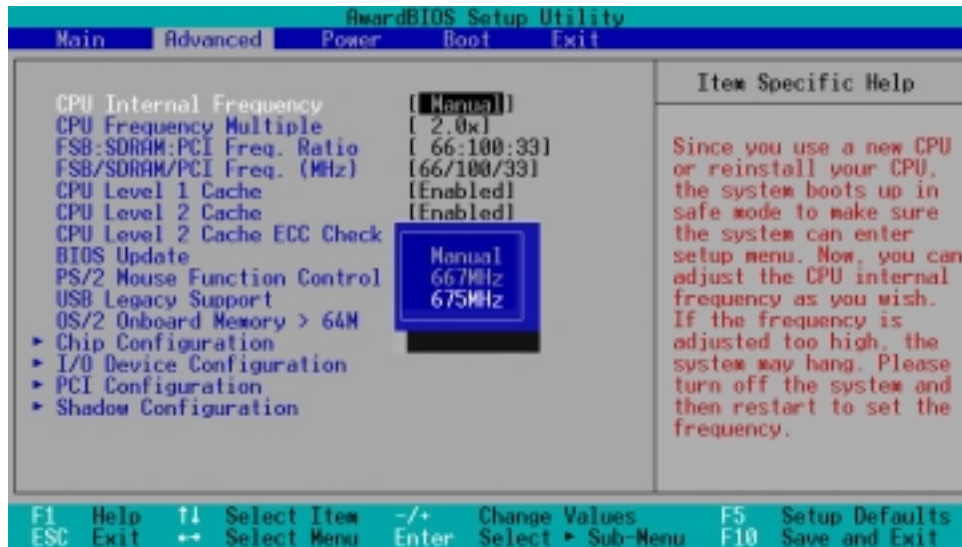 AwardBIOS Setup Utility
Main Advanced Power Boot Exit
CPU Internal Frequency [ Manual]
CPU Frequency Multiple [ 2.0x]
FSB:SDRAM:PCI Freq. Ratio [ 66:100:33]
FSB/SDRAM/PCI Freq. (MHz) [66/100/33]
CPU Level 1 Cache [Enabled]
CPU Level 2 Cache [Enabled]
CPU Level 2 Cache ECC Check
BIOS Update
PS/2 Mouse Function Control
USB Legacy Support
OS/2 Onboard Memory > 64M
► Chip Configuration
► I/O Device Configuration
► PCI Configuration
► Shadow Configuration
Manual
667MHz
675MHz
Item Specific Help
Since you use a new CPU
or reinstall your CPU,
the system boots up in
safe mode to make sure
the system can enter
setup menu. Now, you can
adjust the CPU internal
frequency as you wish.
If the frequency is
adjusted too high, the
system may hang. Please
turn off the system and
then restart to set the
frequency.
F1 Help ↑↓ Select Item -/+ Change Values F5 Setup Defaults
ESC Exit ↔ Select Menu Enter Select ► Sub-Menu F10 Save and Exit